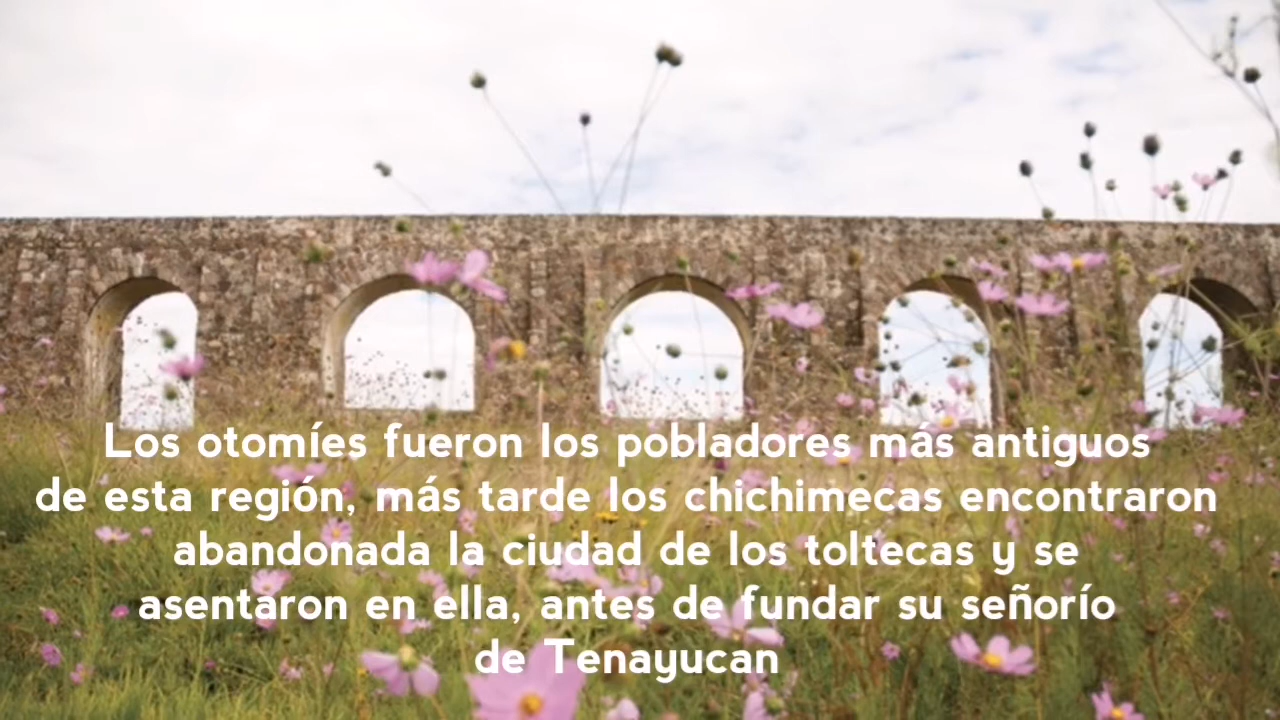 Los otomíes fueron los pobladores más antiguos
de esta región, más tarde los chichimecas encontraron
abandonada la ciudad de los toltecas y se
asentaron en ella, antes de fundar su señorío
de Tenayucan